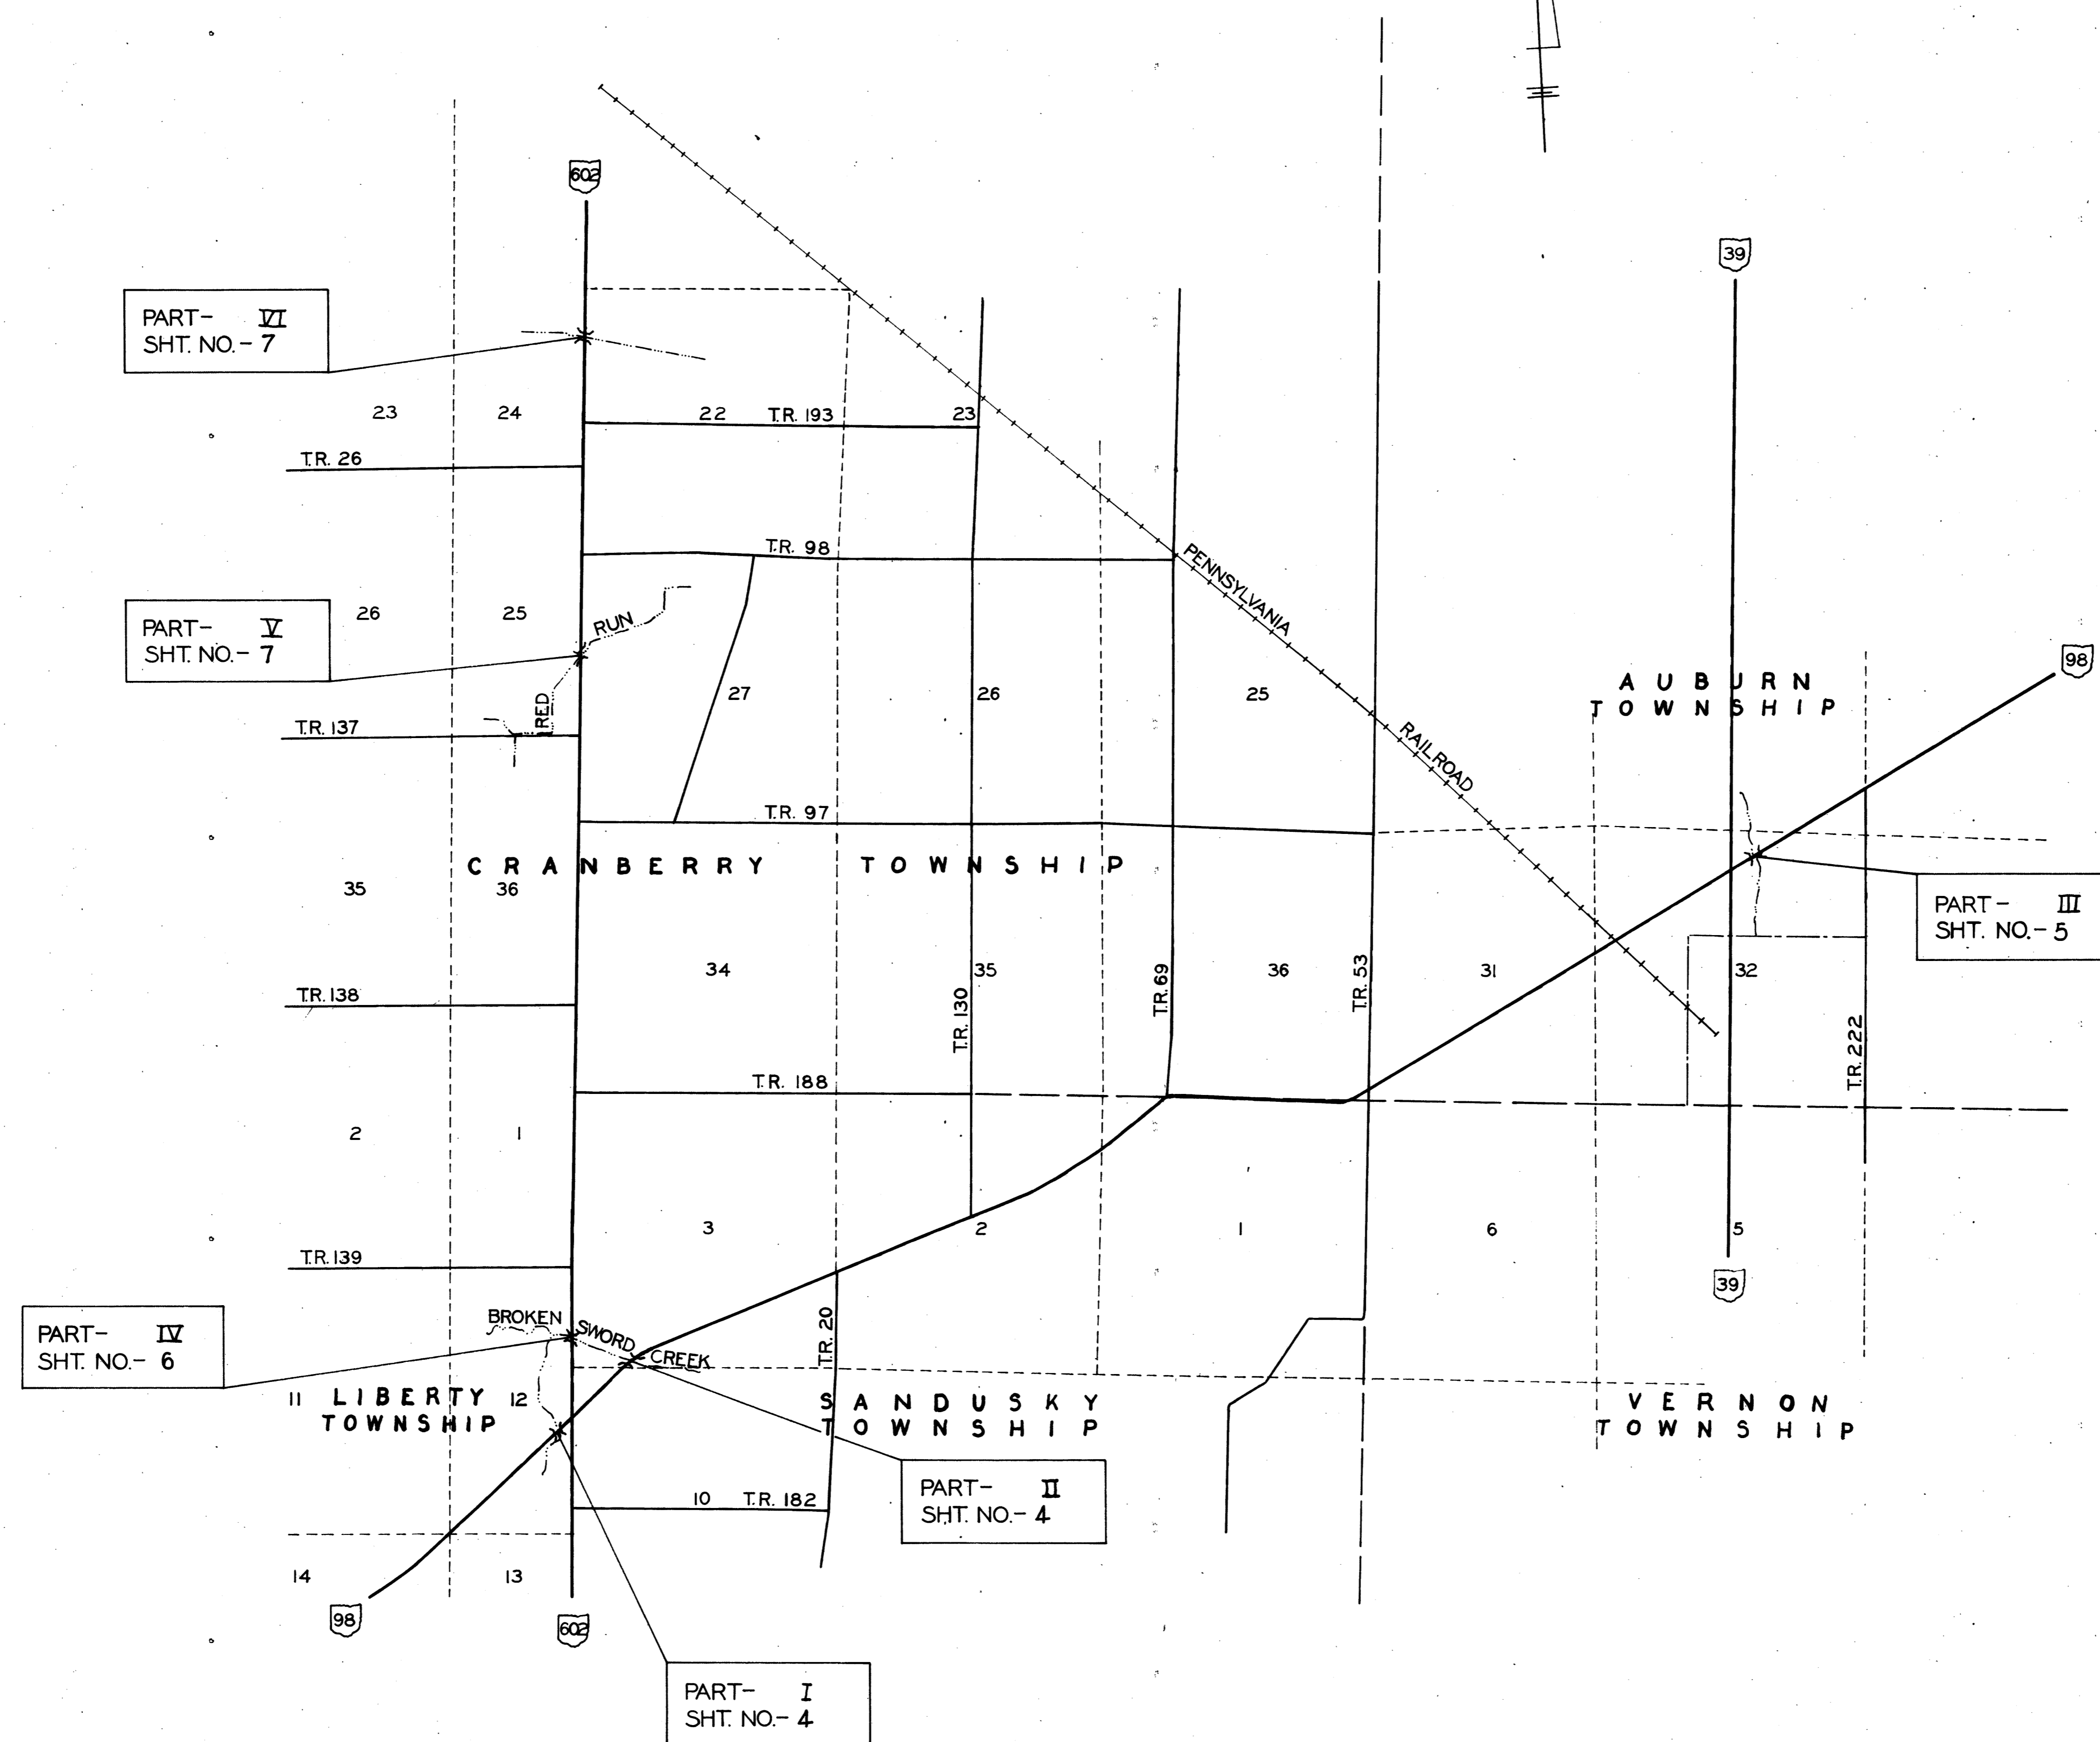 602
39
PART- VI
SHT. NO.- 7
23
24
22
T.R. 193
23
T.R. 26
T.R. 98
PENNSYLVANIA
RAILROAD
PART- V
SHT. NO.- 7
26
25
RUN
RED
27
26
25
98
AUBURN
TOWNSHIP
T.R. 137
T.R. 97
CRANBERRY TOWNSHIP
35
36
PART- III
SHT. NO.- 5
34
35
36
31
32
T.R. 138
T.R. 130
T.R. 69
T.R. 53
T.R. 222
T.R. 188
2
1
3
2
1
6
5
T.R. 139
39
BROKEN SWORD CREEK
T.R. 20
PART- IV
SHT. NO.- 6
11
LIBERTY
TOWNSHIP
12
SANDUSKY
TOWNSHIP
VERNON
TOWNSHIP
PART- II
SHT. NO.- 4
10
T.R. 182
14
13
98
602
PART- I
SHT. NO.- 4